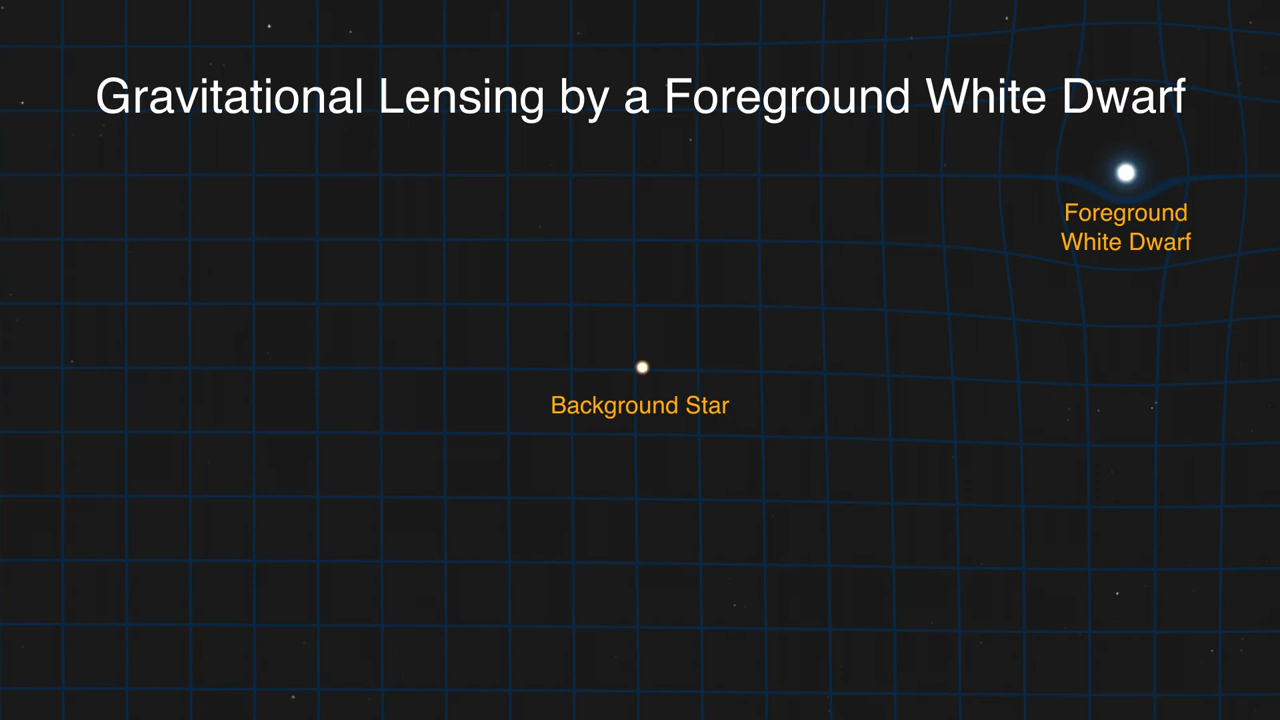 Gravitational Lensing by a Foreground White Dwarf
Foreground
White Dwarf
Background Star